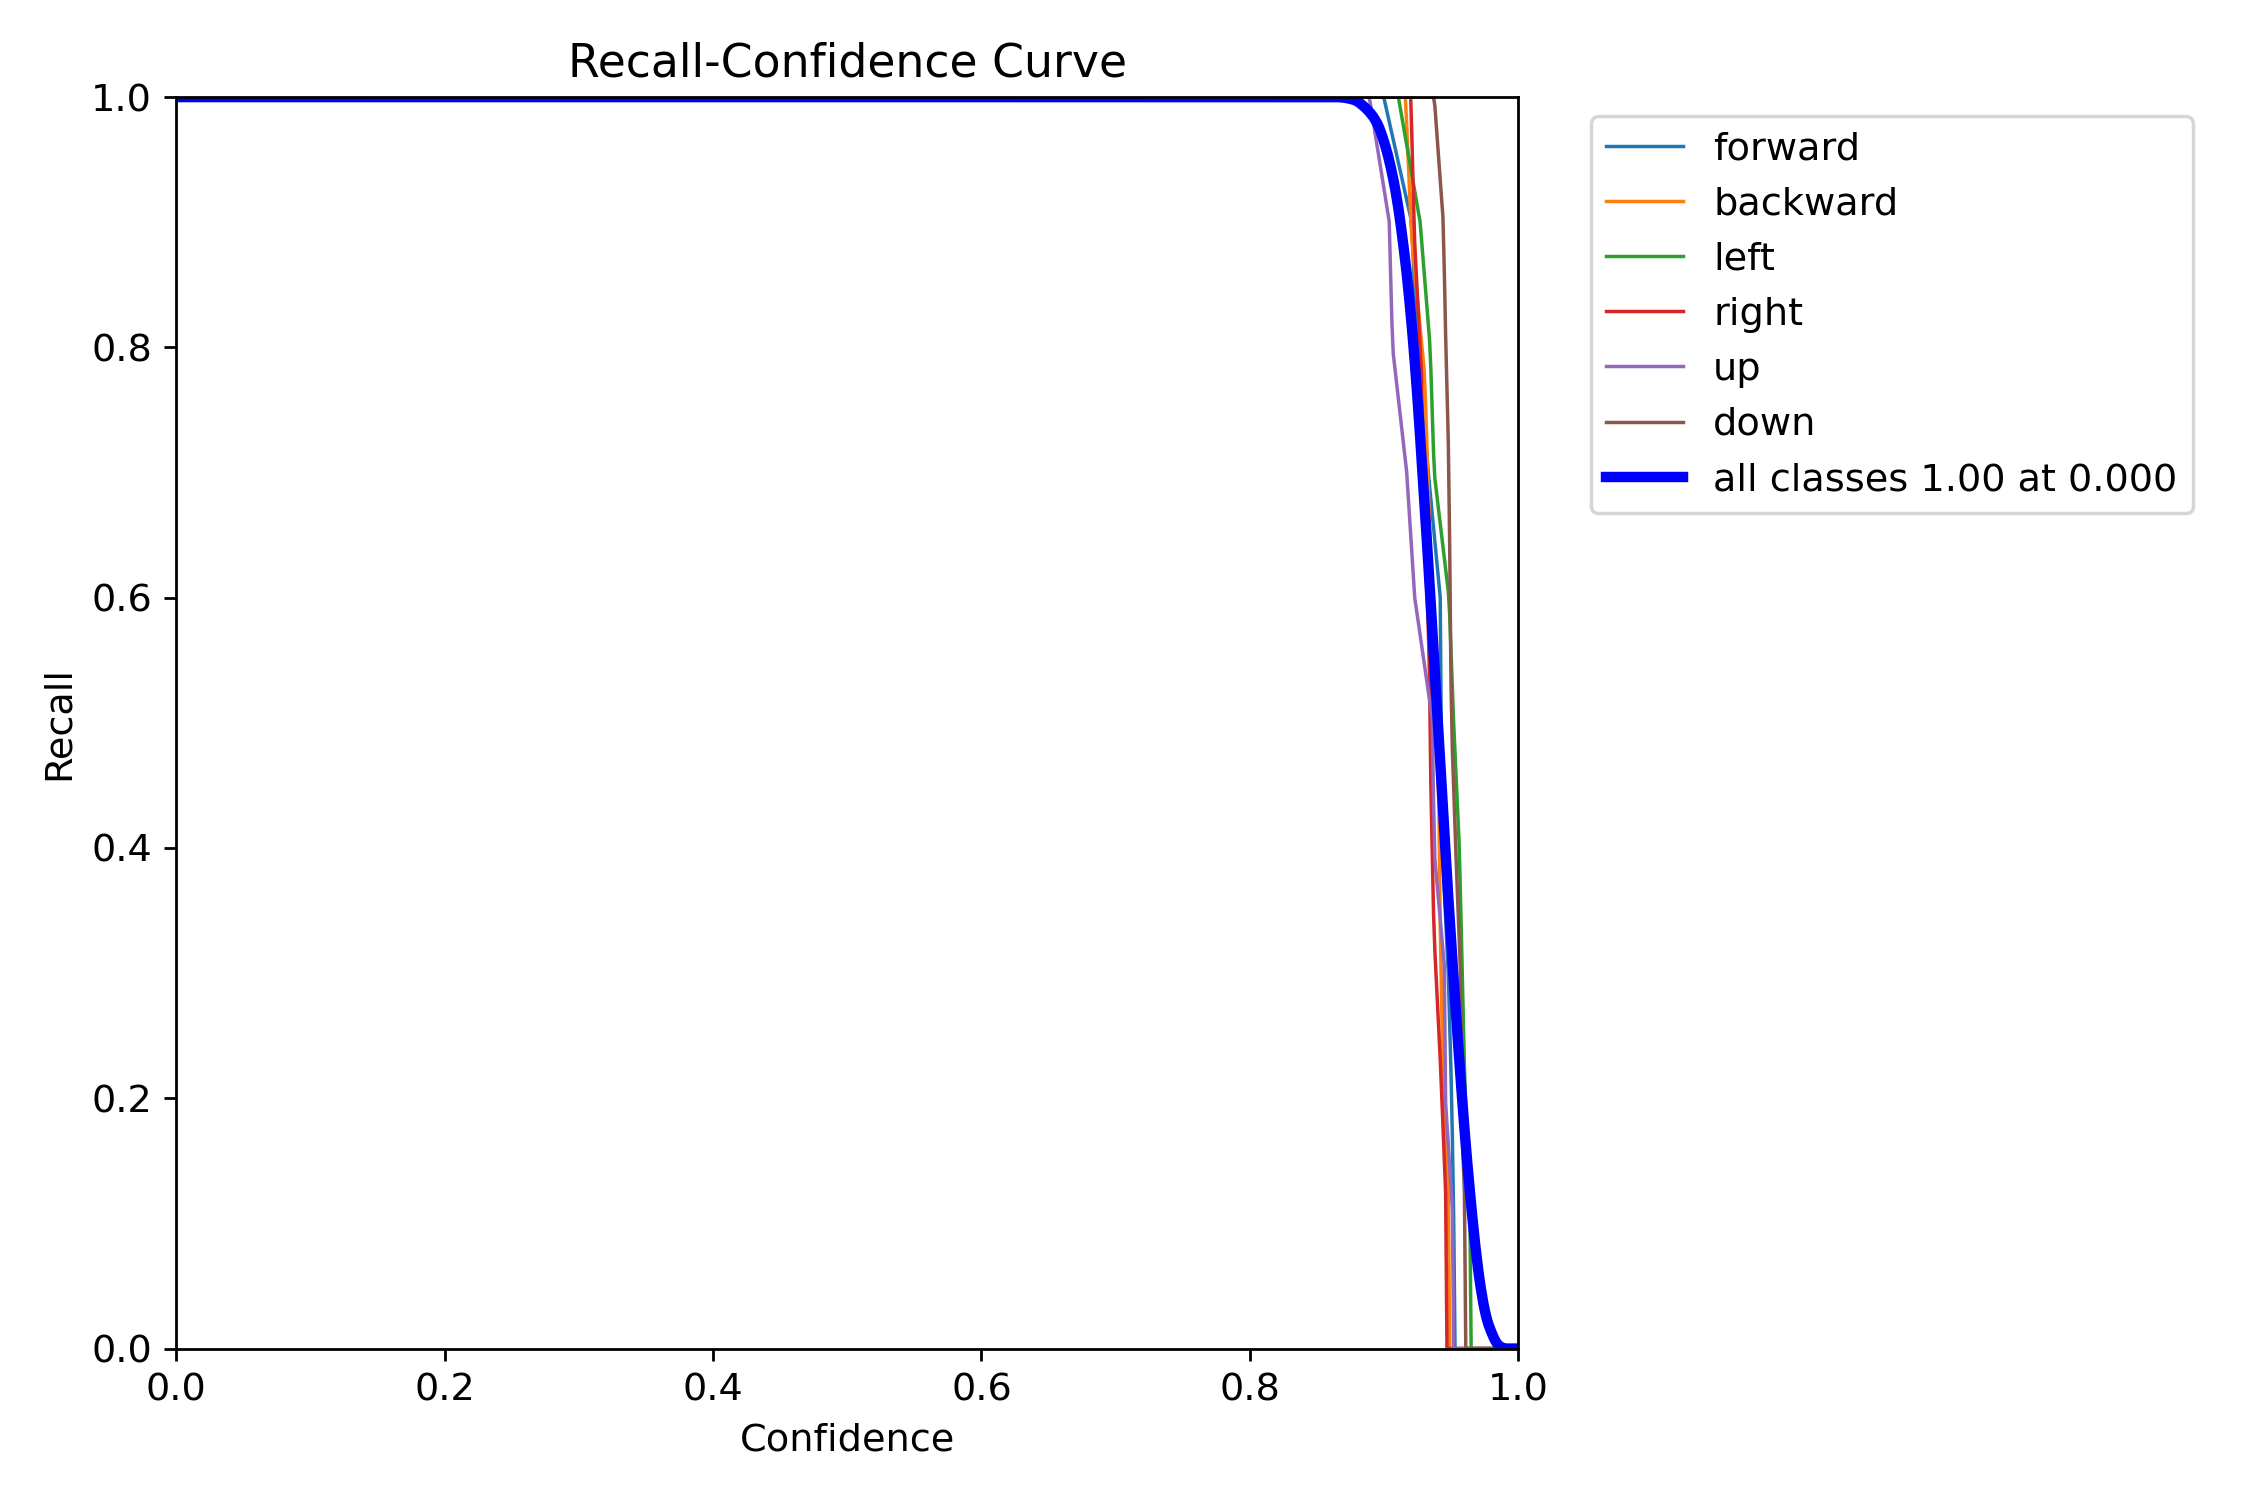 Recall-Confidence Curve
1.0
0.8
0.6
0.4
0.2
0.0
Recall
0.0 0.2 0.4 0.6 0.8 1.0
Confidence
forward
backward
left
right
up
down
all classes 1.00 at 0.000